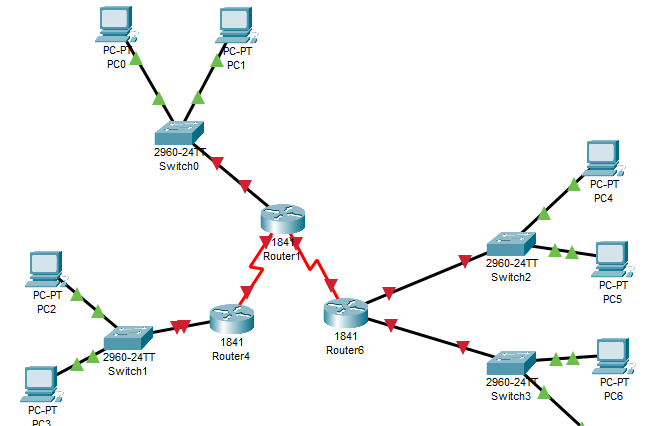 PC-PT
PC0
PC-PT
PC1
2960-24TT
Switch0
1841
Router1
PC-PT
PC4
2960-24TT
Switch2
PC-PT
PC5
PC-PT
PC2
2960-24TT
Switch1
1841
Router4
1841
Router6
2960-24TT
Switch3
PC-PT
PC6
PC-PT
PC3